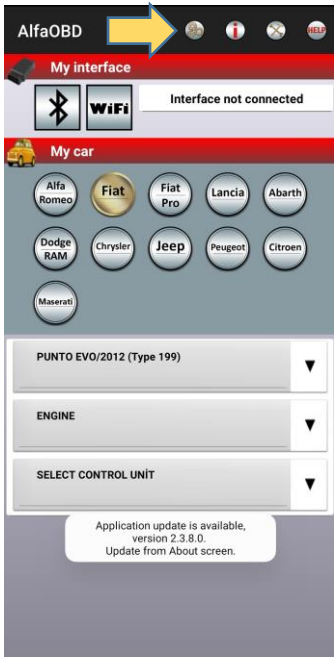 AlfaOBD
HELP
My interface
WiFi
Interface not connected
My car
Alfa
Romeo
Fiat
Fiat
Pro
Lancia
Abarth
Dodge
RAM
Chrysler
Jeep
Peugeot
Citroen
Maserati
PUNTO EVO/2012 (Type 199)
ENGINE
SELECT CONTROL UNİT
Application update is available,
version 2.3.8.0.
Update from About screen.